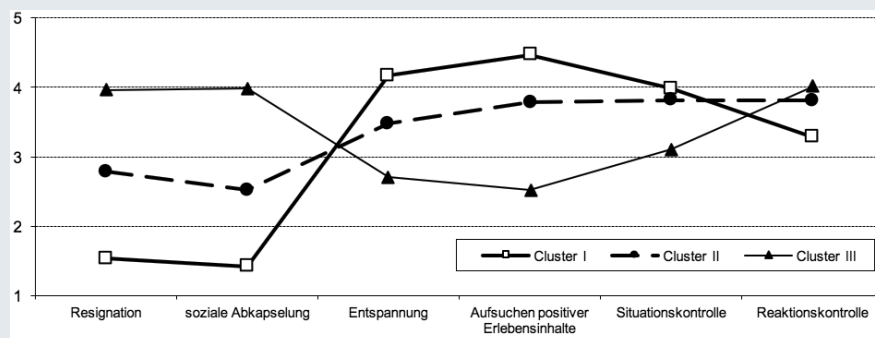 5
4
3
2
1
Cluster I
Cluster II
Cluster III
Resignation
soziale Abkapselung
Entspannung
Aufsuchen positiver
Erlebensinhalte
Situationskontrolle
Reaktionskontrolle